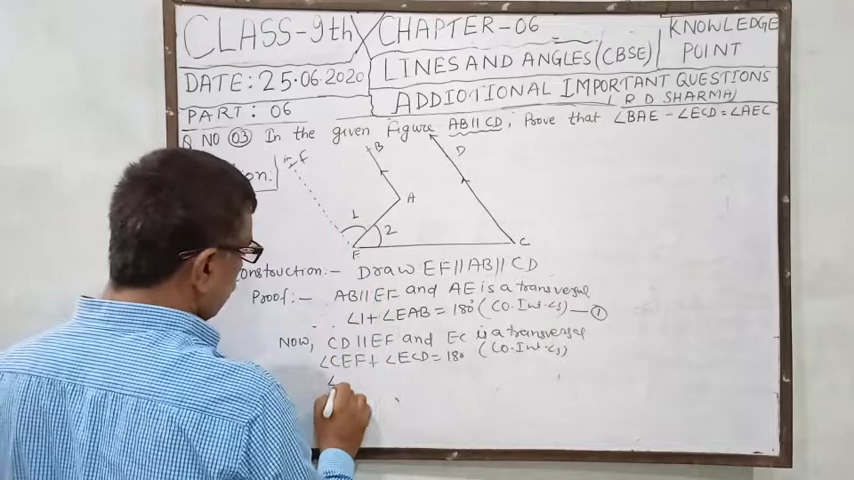 CLASS-9th CHAPTER-06
KNOWLEDGE POINT
LINES AND ANGLES (CBSE)
DATE: 25.06.2020
ADDIOTIONAL IMPORTANT QUESTIONS
PART: 06
(R D SHARMA)
Q NO 03 In the given Figure AB||CD, Prove that ∠BAE - ∠ECD = ∠AEC
on:
F
B
D
A
1
2
E
C
onstruction:- Draw EF||AB||CD
Proof:- AB||EF and AE is a transversal
∠1+∠EAB = 180° (CO.Int.∠s) — 1
Now, CD||EF and EC is a transversal
∠CEF + ∠ECD = 180° (CO.Int ∠s)
∠